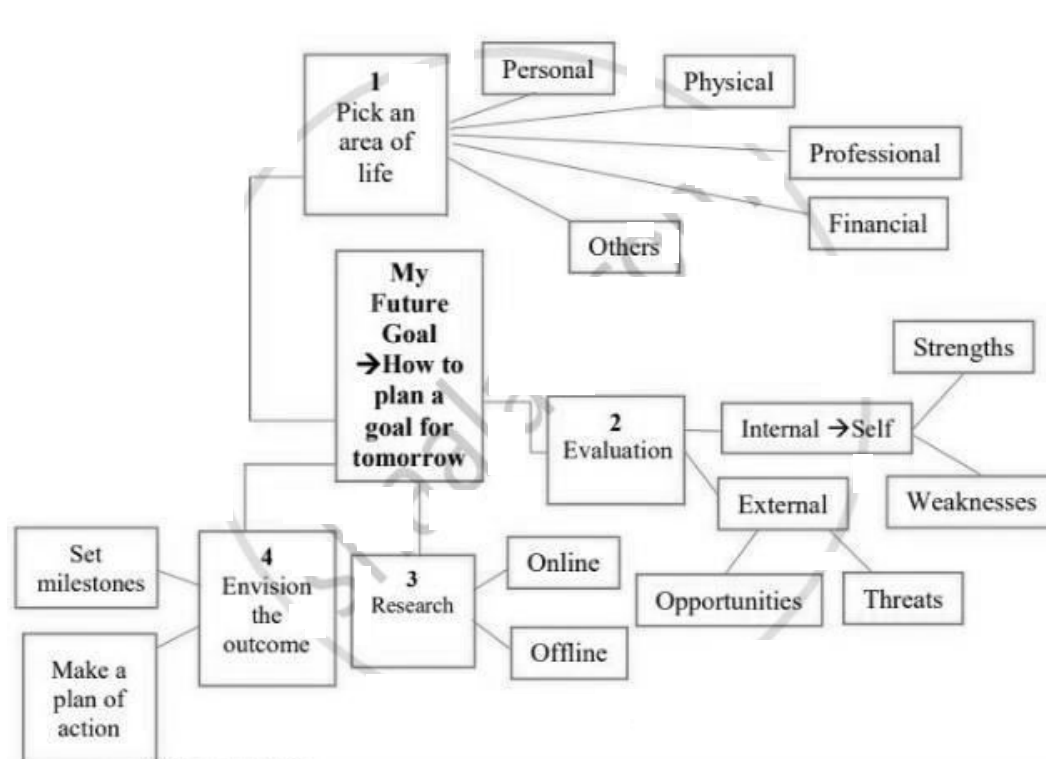 1
Pick an
area of
life
Personal
Physical
Professional
Financial
Others
My
Future
Goal
→How to
plan a
goal for
tomorrow
2
Evaluation
Internal →Self
Strengths
Weaknesses
External
Opportunities
Threats
3
Research
Online
Offline
4
Envision
the
outcome
Set
milestones
Make a
plan of
action